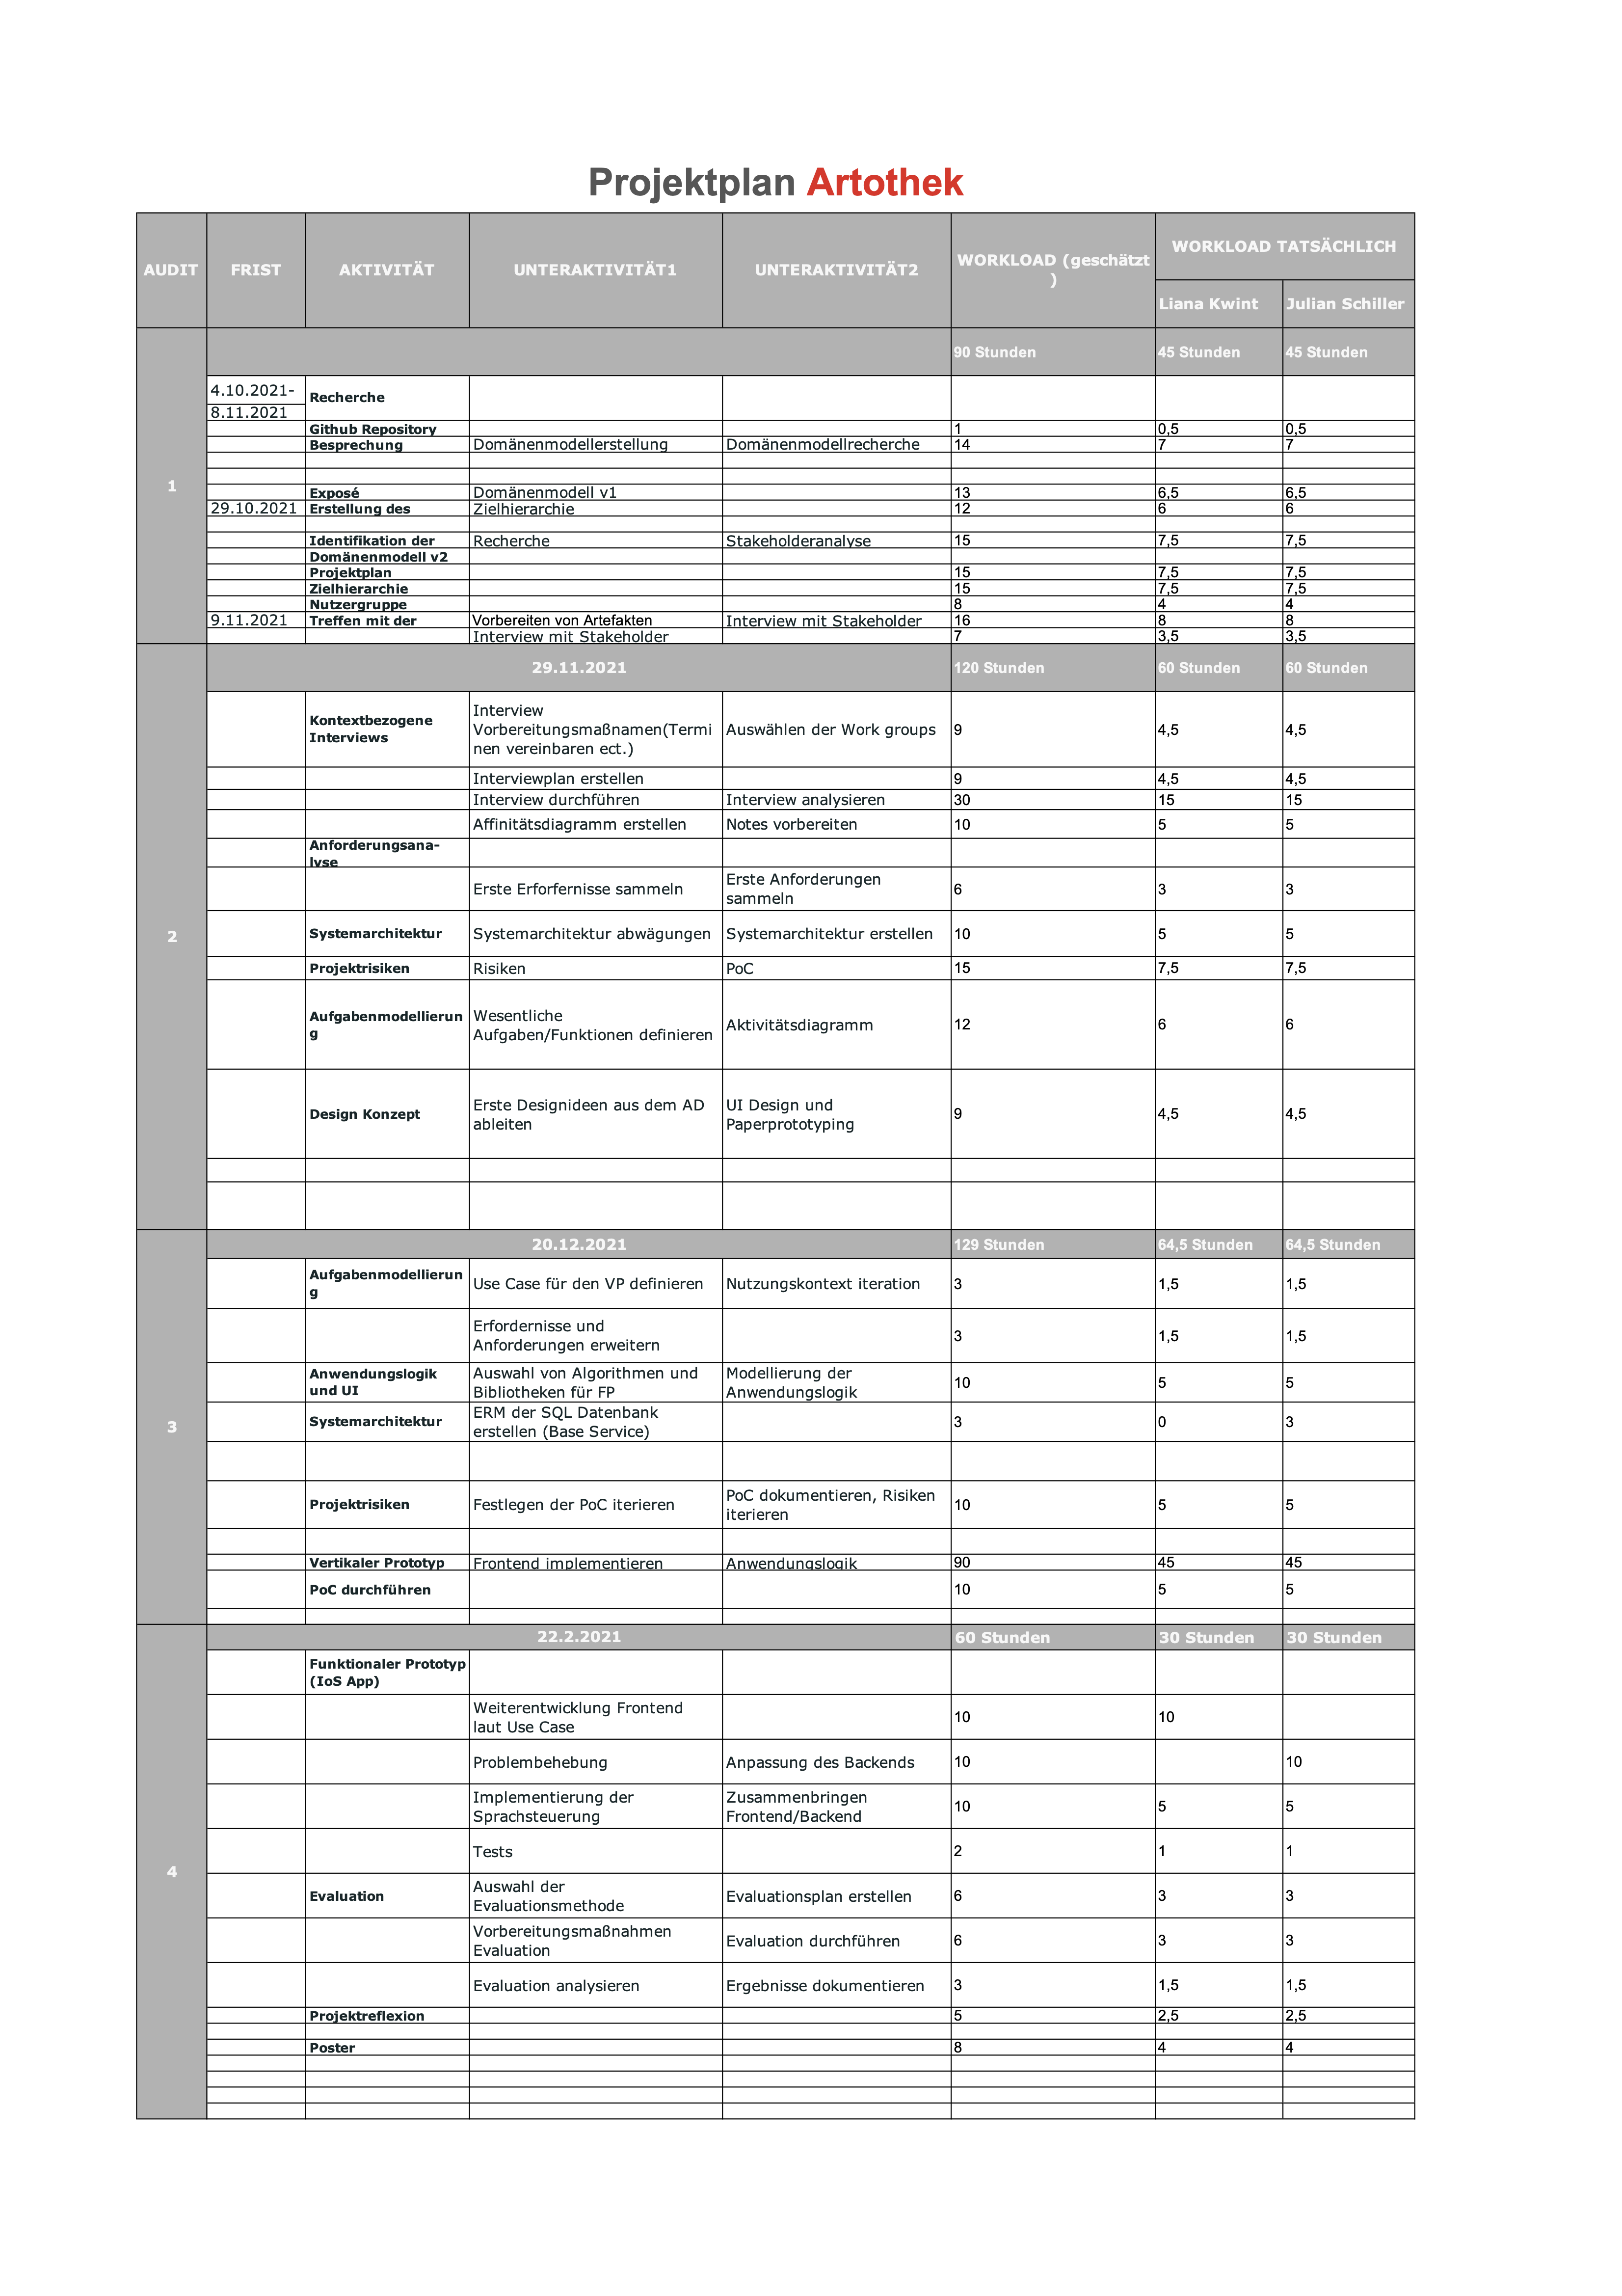 Projektplan Artothek
AUDIT FRIST AKTIVITÄT UNTERAKTIVITÄT1 UNTERAKTIVITÄT2 WORKLOAD (geschätzt
) WORKLOAD TATSÄCHLICH
Liana Kwint Julian Schiller
1
90 Stunden 45 Stunden 45 Stunden
4.10.2021-
8.11.2021 Recherche
Github Repository 1 0,5 0,5
Besprechung Domänenmodellerstellung Domänenmodellrecherche 14 7 7
Exposé Domänenmodell v1 13 6,5 6,5
29.10.2021 Erstellung des Zielhierarchie 12 6 6
Identifikation der Recherche Stakeholderanalyse 15 7,5 7,5
Domänenmodell v2
Projektplan 15 7,5 7,5
Zielhierarchie 15 7,5 7,5
Nutzergruppe 8 4 4
9.11.2021 Treffen mit der Vorbereiten von Artefakten Interview mit Stakeholder 16 8 8
Interview mit Stakeholder 7 3,5 3,5
2
29.11.2021 120 Stunden 60 Stunden 60 Stunden
Kontextbezogene
Interviews
Interview
Vorbereitungsmaßnamen(Termi
nen vereinbaren ect.)
Auswählen der Work groups 9 4,5 4,5
Interviewplan erstellen 9 4,5 4,5
Interview durchführen Interview analysieren 30 15 15
Affinitätsdiagramm erstellen Notes vorbereiten 10 5 5
Anforderungsana-
lyse
Erste Erforfernisse sammeln
Erste Anforderungen
sammeln
6 3 3
Systemarchitektur Systemarchitektur abwägungen Systemarchitektur erstellen 10 5 5
Projektrisiken Risiken PoC 15 7,5 7,5
Aufgabenmodellierun
g
Wesentliche
Aufgaben/Funktionen definieren
Aktivitätsdiagramm 12 6 6
Design Konzept
Erste Designideen aus dem AD
ableiten
UI Design und
Paperprototyping
9 4,5 4,5
3
20.12.2021 129 Stunden 64,5 Stunden 64,5 Stunden
Aufgabenmodellierun
g
Use Case für den VP definieren Nutzungskontext iteration 3 1,5 1,5
Erfordernisse und
Anforderungen erweitern
3 1,5 1,5
Anwendungslogik
und UI
Auswahl von Algorithmen und
Bibliotheken für FP
Modellierung der
Anwendungslogik
10 5 5
Systemarchitektur
ERM der SQL Datenbank
erstellen (Base Service)
3 0 3
Projektrisiken Festlegen der PoC iterieren
PoC dokumentieren, Risiken
iterieren
10 5 5
Vertikaler Prototyp Frontend implementieren Anwendungslogik 90 45 45
PoC durchführen 10 5 5
4
22.2.2021 60 Stunden 30 Stunden 30 Stunden
Funktionaler Prototyp
(IoS App)
Weiterentwicklung Frontend
laut Use Case
10 10
Problembehebung Anpassung des Backends 10 10
Implementierung der
Sprachsteuerung
Zusammenbringen
Frontend/Backend
10 5 5
Tests 2 1 1
Evaluation
Auswahl der
Evaluationsmethode
Evaluationsplan erstellen 6 3 3
Vorbereitungsmaßnahmen
Evaluation
Evaluation durchführen 6 3 3
Evaluation analysieren Ergebnisse dokumentieren 3 1,5 1,5
Projektreflexion 5 2,5 2,5
Poster 8 4 4